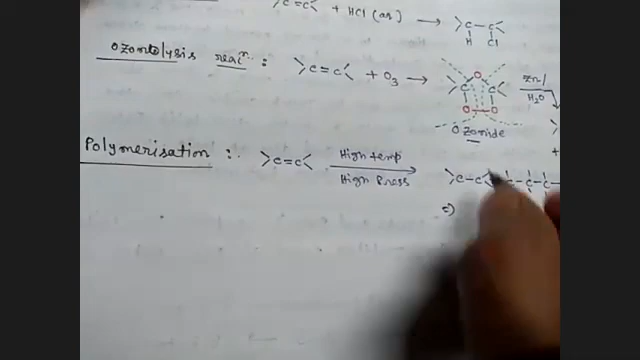 >C=C< + HCl (aq) → >C–C<
H Cl
Ozonolysis reacⁿ. : >C=C< + O₃ → >C C<
O
O O
Zn/
H₂O
Ozonide
+
Polymerisation :. >C=C< High temp
High Press
>C–C –C–C–